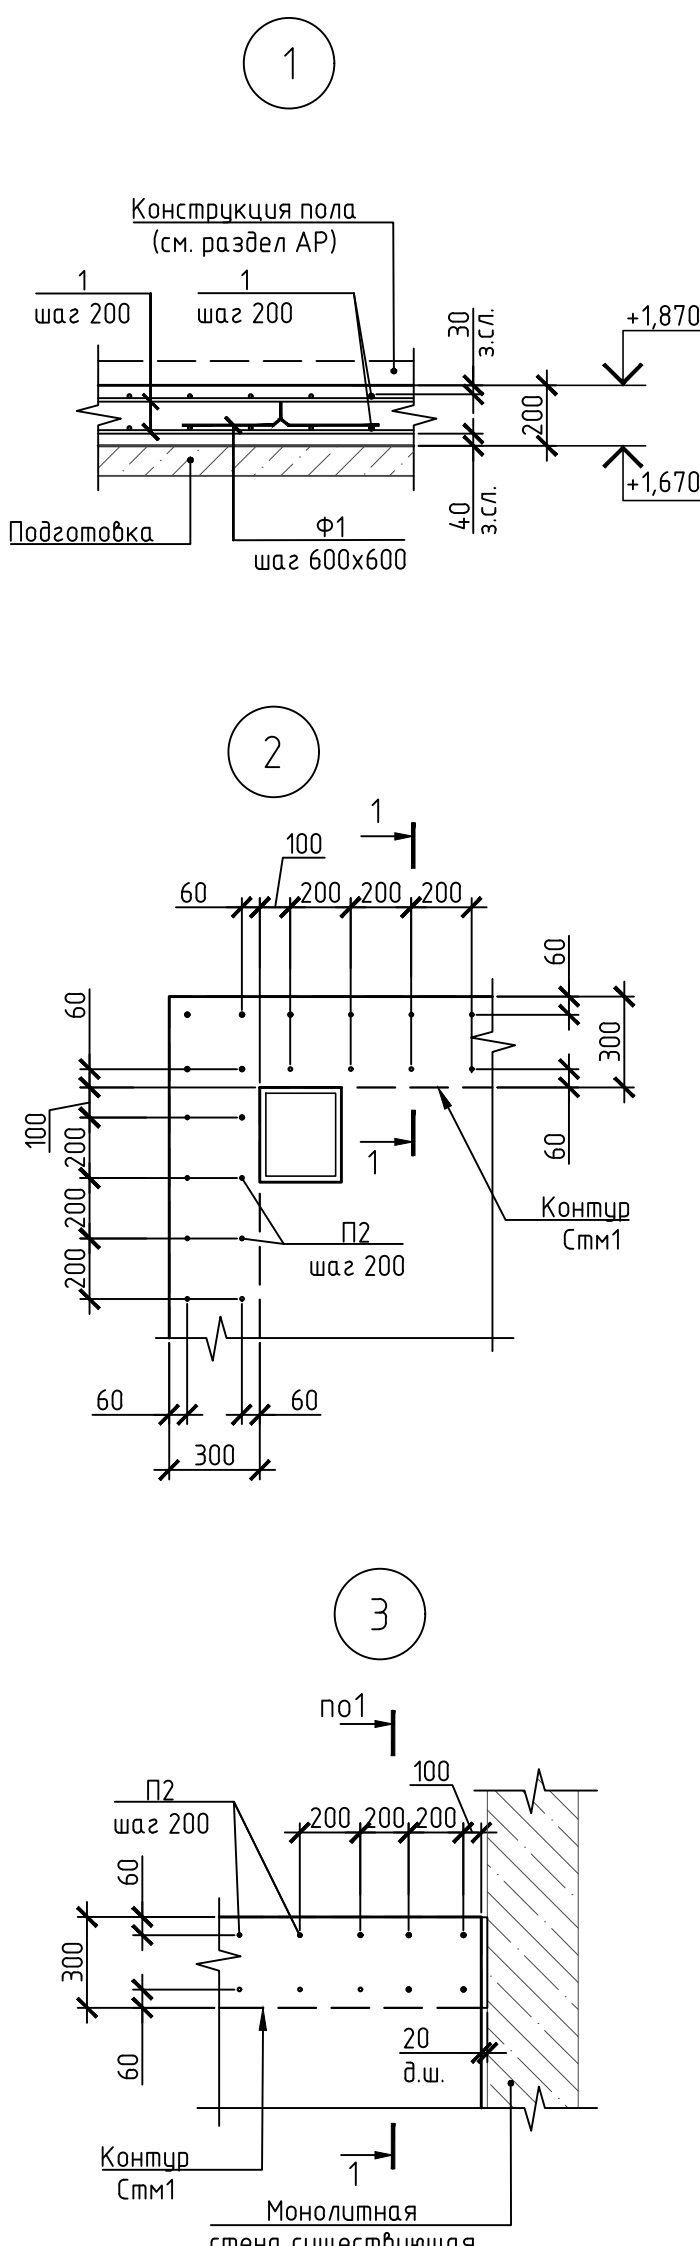 1
Конструкция пола
(см. раздел АР)
1
шаг 200
1
шаг 200
30
з.сл.
+1,870
200
+1,670
40
з.сл.
Подготовка
Ф1
шаг 600х600
2
1
100
60
200
200
200
60
300
60
60
100
200
200
200
1
Контур
Стм1
П2
шаг 200
60
60
300
3
по1
100
П2
шаг 200
200
200
200
60
300
60
20
д.ш.
Контур
Стм1
1
Монолитная
стена существующая